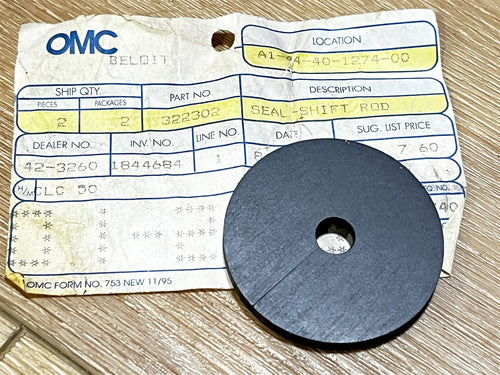 OMC
BELOIT
LOCATION
A1-04-40-1274-00
SHIP QTY.
PIECES PACKAGES PART NO. DESCRIPTION
2 2 322302 SEAL-SHIFT ROD
DEALER NO. INV. NO. LINE NO DATE SUG. LIST PRICE
42-3260 1844684 1 7.60
H/M CLC 50
OMC FORM NO. 753 NEW 11/95